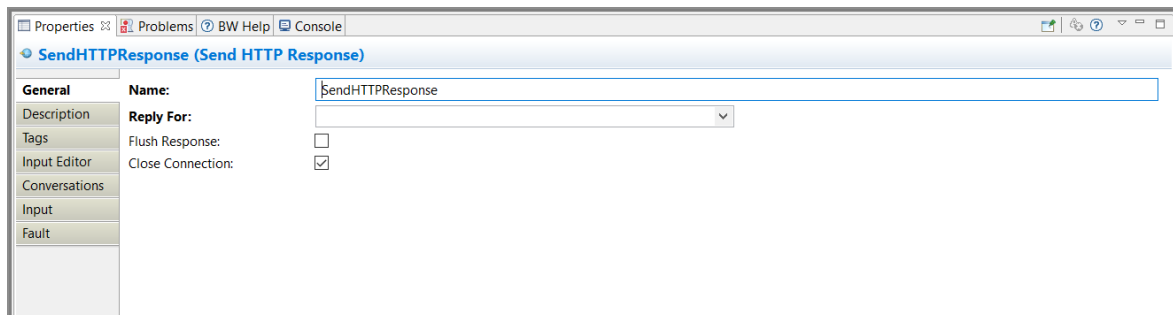 Properties Problems BW Help Console
SendHTTPResponse (Send HTTP Response)
General
Description
Tags
Input Editor
Conversations
Input
Fault
Name: SendHTTPResponse
Reply For:
Flush Response:
Close Connection: